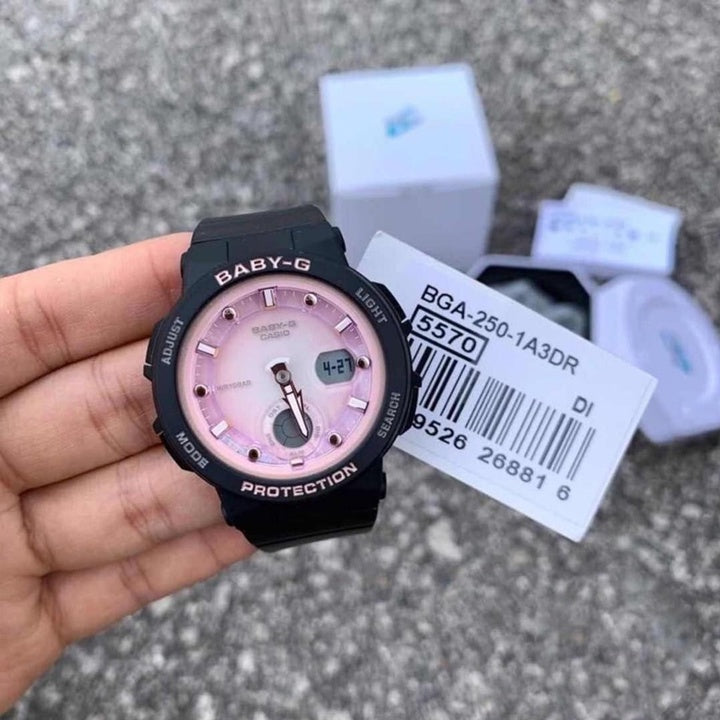 BABY-G
ADJUST
LIGHT
BABY-G
CASIO
4-27
MODE
SEARCH
PROTECTION
BGA-250-1A3DR
5570
DI
9526 26881 6